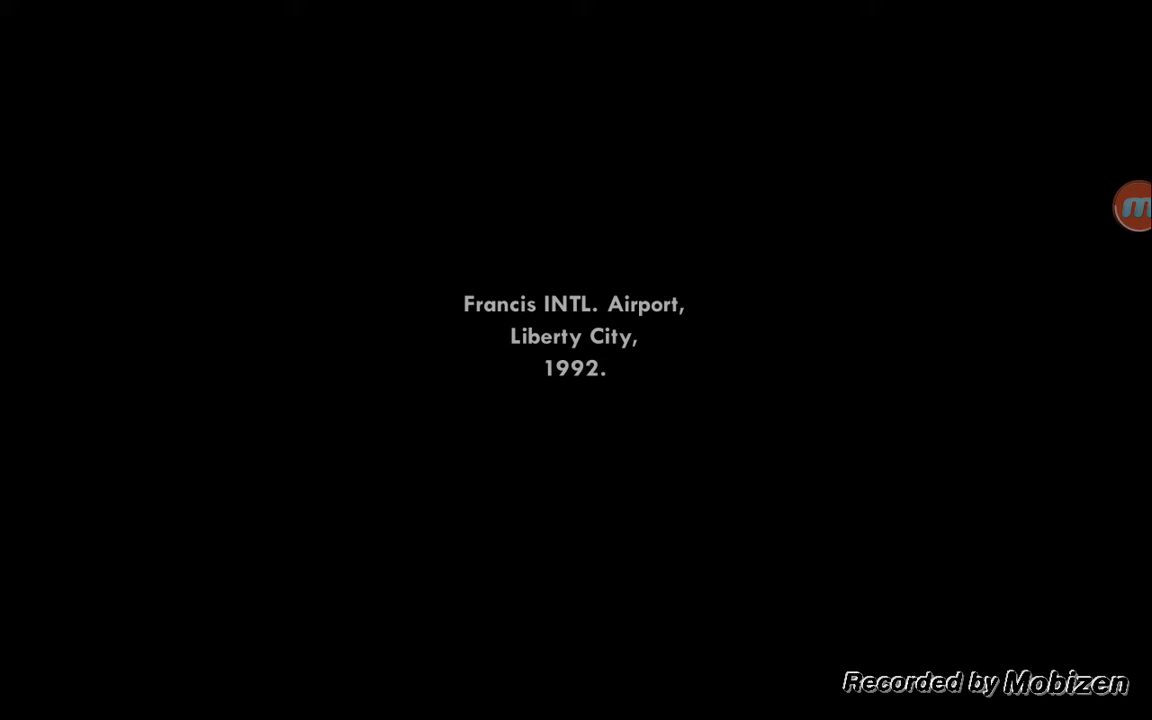 Francis INTL. Airport,
Liberty City,
1992.
m
Recorded by Mobizen